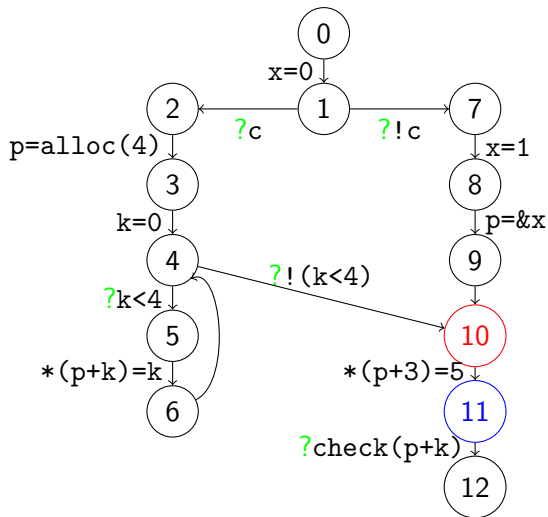 0
x=0
2 1 7
?c ?!c
p=alloc(4) x=1
3 8
k=0 p=&x
4 9
?!(k<4)
?k<4
5 10
*(p+k)=k *(p+3)=5
6 11
?check(p+k)
12